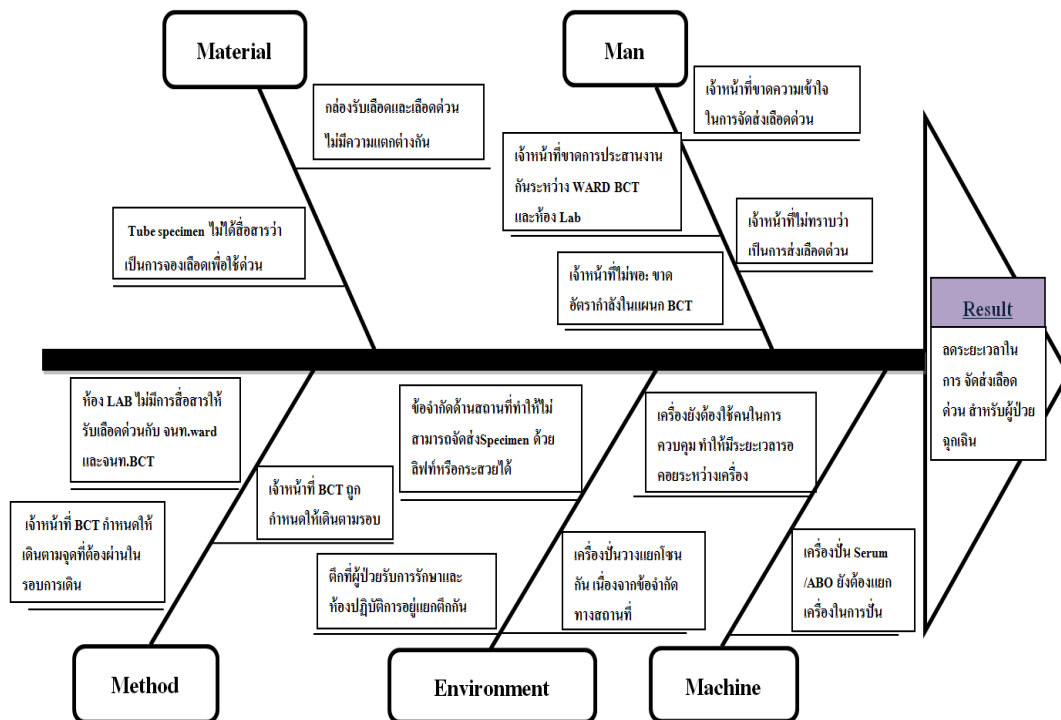 Material
Man
กล่องรับเลือดและเลือดด่วน
ไม่มีความแตกต่างกัน
Tube specimen ไม่ได้สื่อสารว่า
เป็นการจองเลือดเพื่อใช้ด่วน
เจ้าหน้าที่ขาดความเข้าใจ
ในการจัดส่งเลือดด่วน
เจ้าหน้าที่ขาดการประสานงาน
กันระหว่าง WARD BCT
และห้อง Lab
เจ้าหน้าที่ไม่ทราบว่า
เป็นการส่งเลือดด่วน
เจ้าหน้าที่ไม่พอ: ขาด
อัตรากำลังในแผนก BCT
Result
ลดระยะเวลาใน
การ จัดส่งเลือด
ด่วน สำหรับผู้ป่วย
ฉุกเฉิน
ห้อง LAB ไม่มีการสื่อสารให้
รับเลือดด่วนกับ จนท.ward
และจนท.BCT
เจ้าหน้าที่ BCT ถูก
กำหนดให้เดินตามรอบ
เจ้าหน้าที่ BCT กำหนดให้
เดินตามจุดที่ต้องผ่านใน
รอบการเดิน
ข้อจำกัดด้านสถานที่ทำให้ไม่
สามารถจัดส่งSpecimen ด้วย
ลิฟท์หรือกระสวยได้
ตึกที่ผู้ป่วยรับการรักษาและ
ห้องปฏิบัติการอยู่แยกตึกกัน
เครื่องปั่นวางแยกโซน
กัน เนื่องจากข้อจำกัด
ทางสถานที่
เครื่องยังต้องใช้คนในการ
ควบคุม ทำให้มีระยะเวลารอ
คอยระหว่างเครื่อง
เครื่องปั่น Serum
/ABO ยังต้องแยก
เครื่องในการปั่น
Method
Environment
Machine